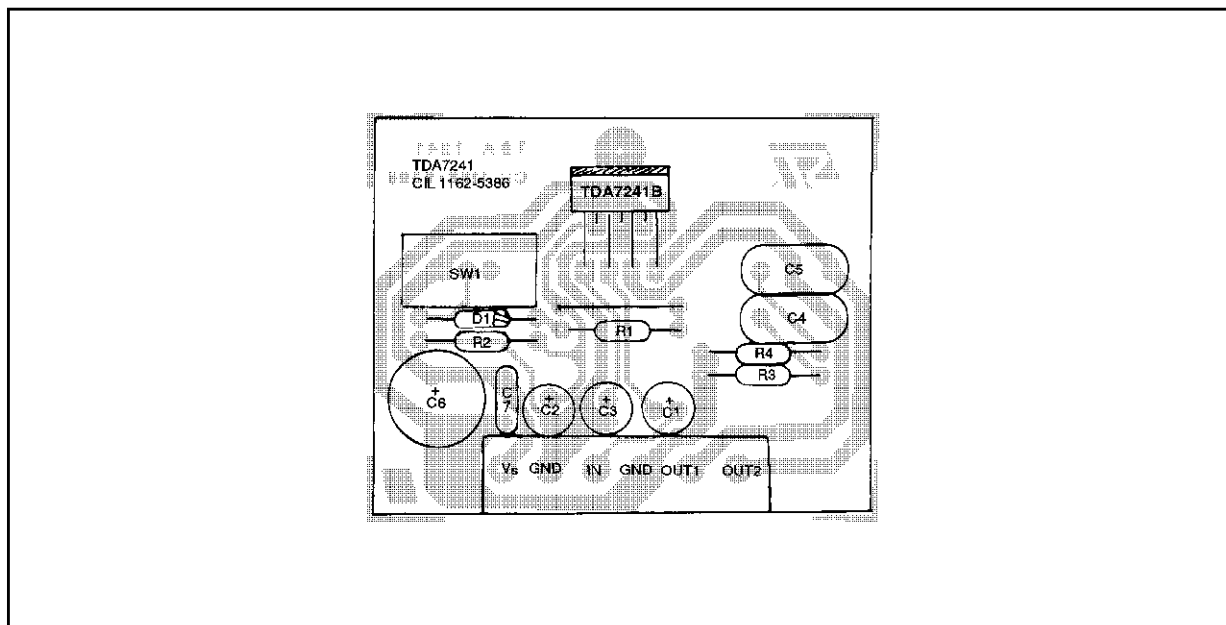 TDA7241
CIL 1162-5386
TDA7241B
SW1
C5
D1
R1
C4
R2
R4
R3
+
C6
C
7
+
C2
+
C3
+
C1
Vs GND IN GND OUT1 OUT2